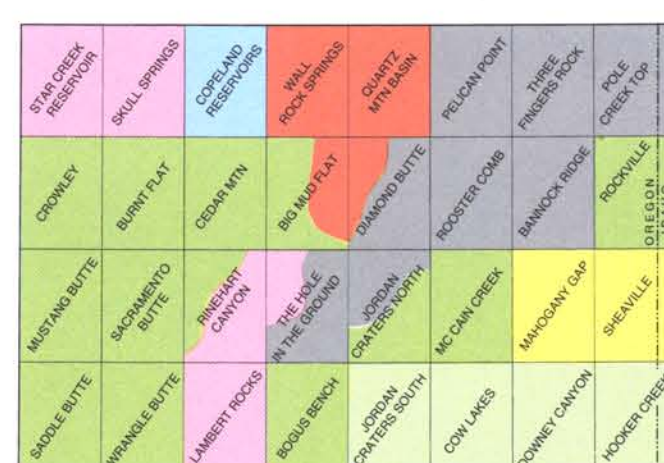 STAR CREEK
RESERVOIR
SKULL SPRINGS
COPELAND
RESERVOIRS
WALL
ROCK SPRINGS
QUARTZ
MTN BASIN
PELICAN POINT
THREE
FINGERS ROCK
POLE
CREEK TOP
CROWLEY
BURNT FLAT
CEDAR MTN
BIG MUD FLAT
DIAMOND BUTTE
ROOSTER COMB
BANNOCK RIDGE
ROCKVILLE
OREGON
MUSTANG BUTTE
SACRAMENTO
BUTTE
RINEHART
CANYON
THE HOLE
IN THE GROUND
JORDAN
CRATERS NORTH
MC CAIN CREEK
MAHOGANY GAP
SHEAVILLE
SADDLE BUTTE
WRANGLE BUTTE
LAMBERT ROCKS
BOGUS BENCH
JORDAN
CRATERS SOUTH
COW LAKES
DOWNEY CANYON
HOOKER CREEK